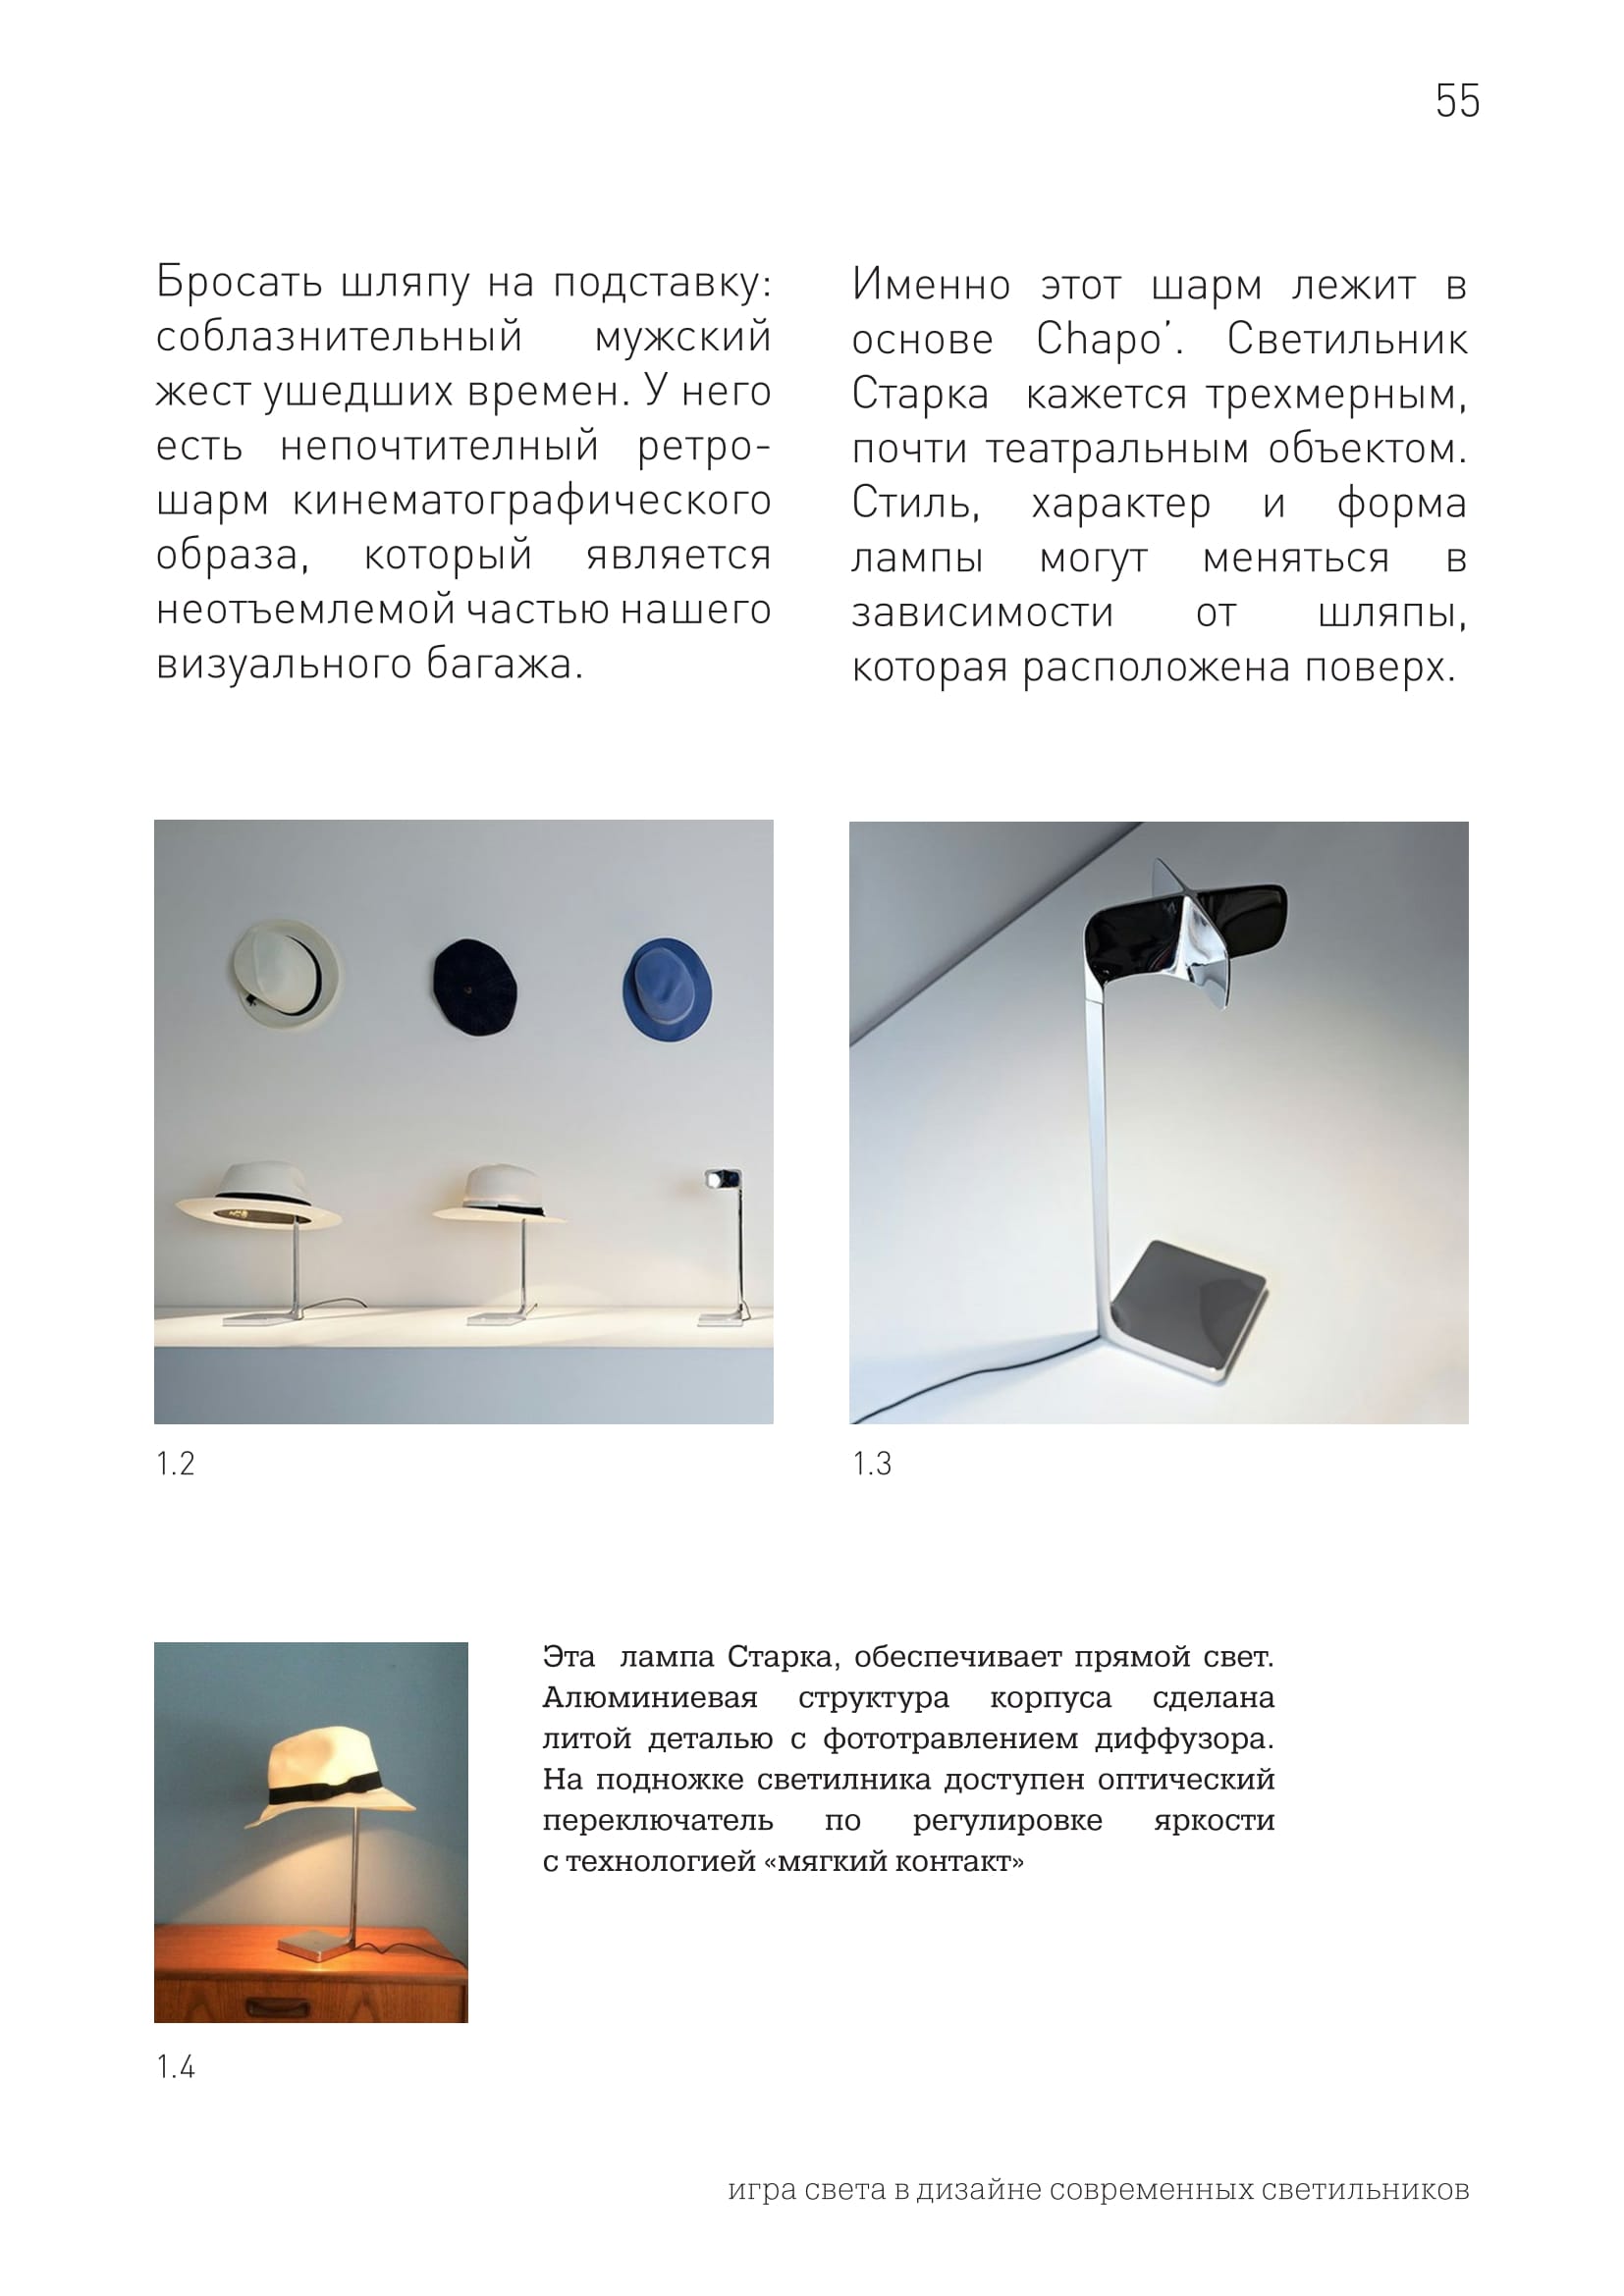 55
Бросать шляпу на подставку:
соблазнительный мужский
жест ушедших времен. У него
есть непочтителный ретро-
шарм кинематографического
образа, который является
неотъемлемой частью нашего
визуального багажа.
Именно этот шарм лежит в
основе Chapo’. Светильник
Старка кажется трехмерным,
почти театральным объектом.
Стиль, характер и форма
лампы могут меняться в
зависимости от шляпы,
которая расположена поверх.
1.2
1.3
Эта лампа Старка, обеспечивает прямой свет.
Алюминиевая структура корпуса сделана
литой деталью с фототравлением диффузора.
На подножке светилника доступен оптический
переключатель по регулировке яркости
с технологией «мягкий контакт»
1.4
игра света в дизайне современных светильников